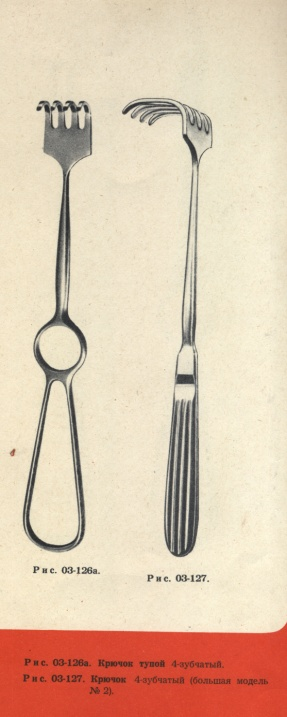 Рис. 03-126а.
Рис. 03-127.
Рис. 03-126а. Крючок тупой 4-зубчатый.
Рис. 03-127. Крючок 4-зубчатый (большая модель
№ 2).